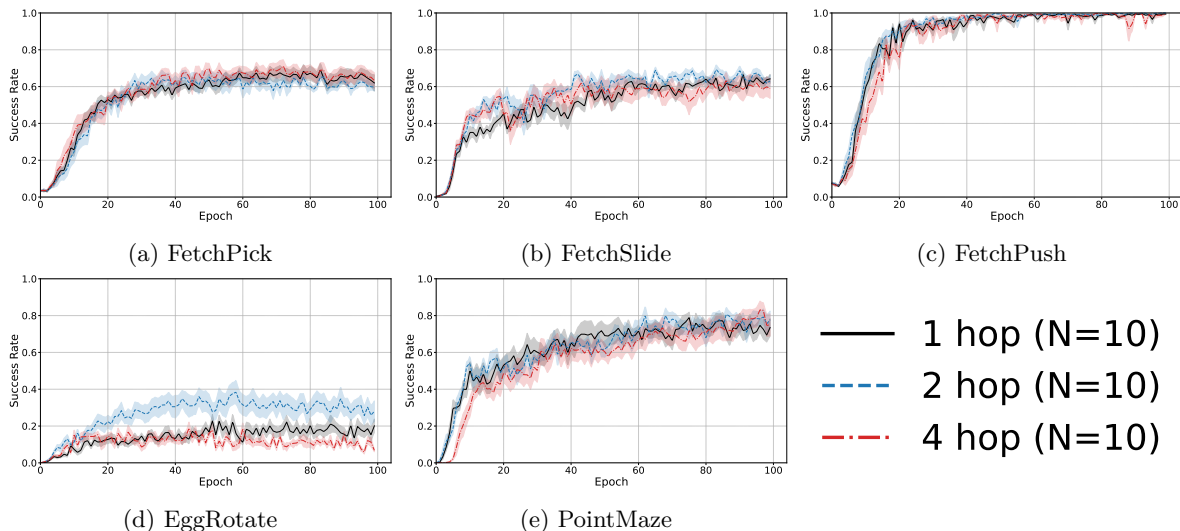 1.0
0.8
0.6
0.4
0.2
0.0
Success Rate
0 20 40 60 80 100
Epoch
(a) FetchPick
1.0
0.8
0.6
0.4
0.2
0.0
Success Rate
0 20 40 60 80 100
Epoch
(b) FetchSlide
1.0
0.8
0.6
0.4
0.2
0.0
Success Rate
0 20 40 60 80 100
Epoch
(c) FetchPush
1.0
0.8
0.6
0.4
0.2
0.0
Success Rate
0 20 40 60 80 100
Epoch
(d) EggRotate
1.0
0.8
0.6
0.4
0.2
0.0
Success Rate
0 20 40 60 80 100
Epoch
(e) PointMaze
1 hop (N=10)
2 hop (N=10)
4 hop (N=10)